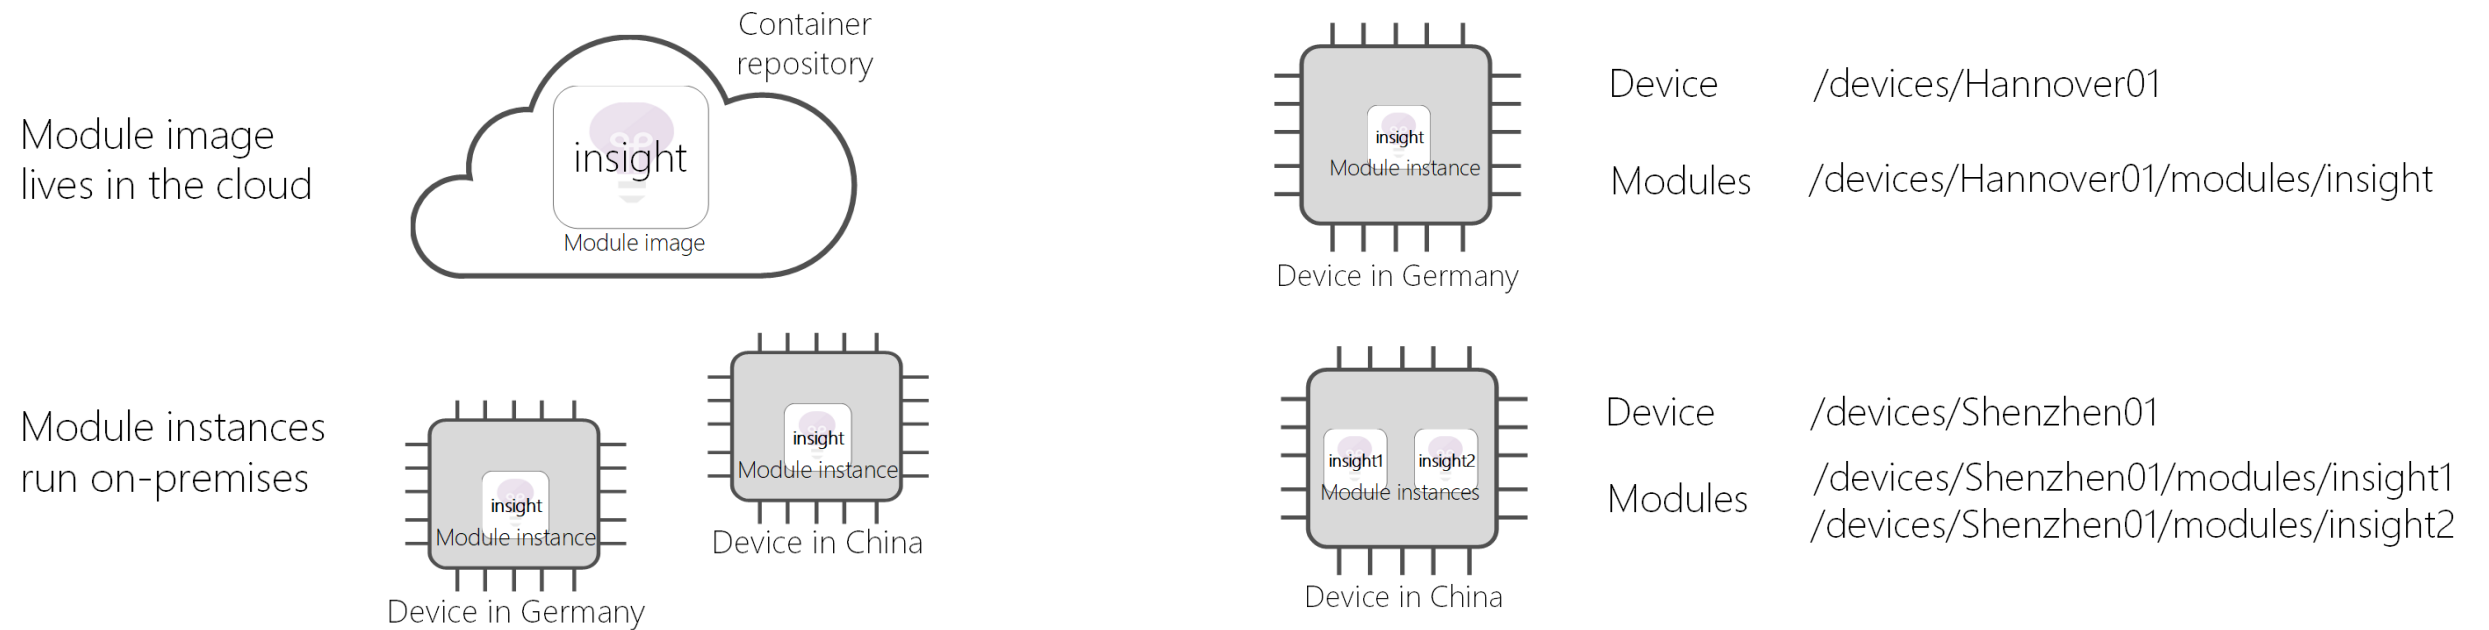 Container
repository
insight
Module image
Module image
lives in the cloud
Module instances
run on-premises
insight
Module instance
Device in Germany
insight
Module instance
Device in China
insight
Module instance
Device in Germany
Device /devices/Hannover01
Modules /devices/Hannover01/modules/insight
insight1 insight2
Module instances
Device in China
Device /devices/Shenzhen01
Modules
/devices/Shenzhen01/modules/insight1
/devices/Shenzhen01/modules/insight2